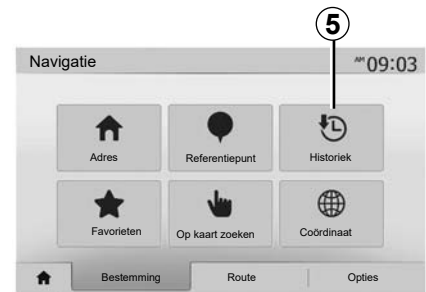 5
Navigatie AM 09:03
Adres Referentiepunt Historiek
Favorieten Op kaart zoeken Coördinaat
Bestemming Route Opties